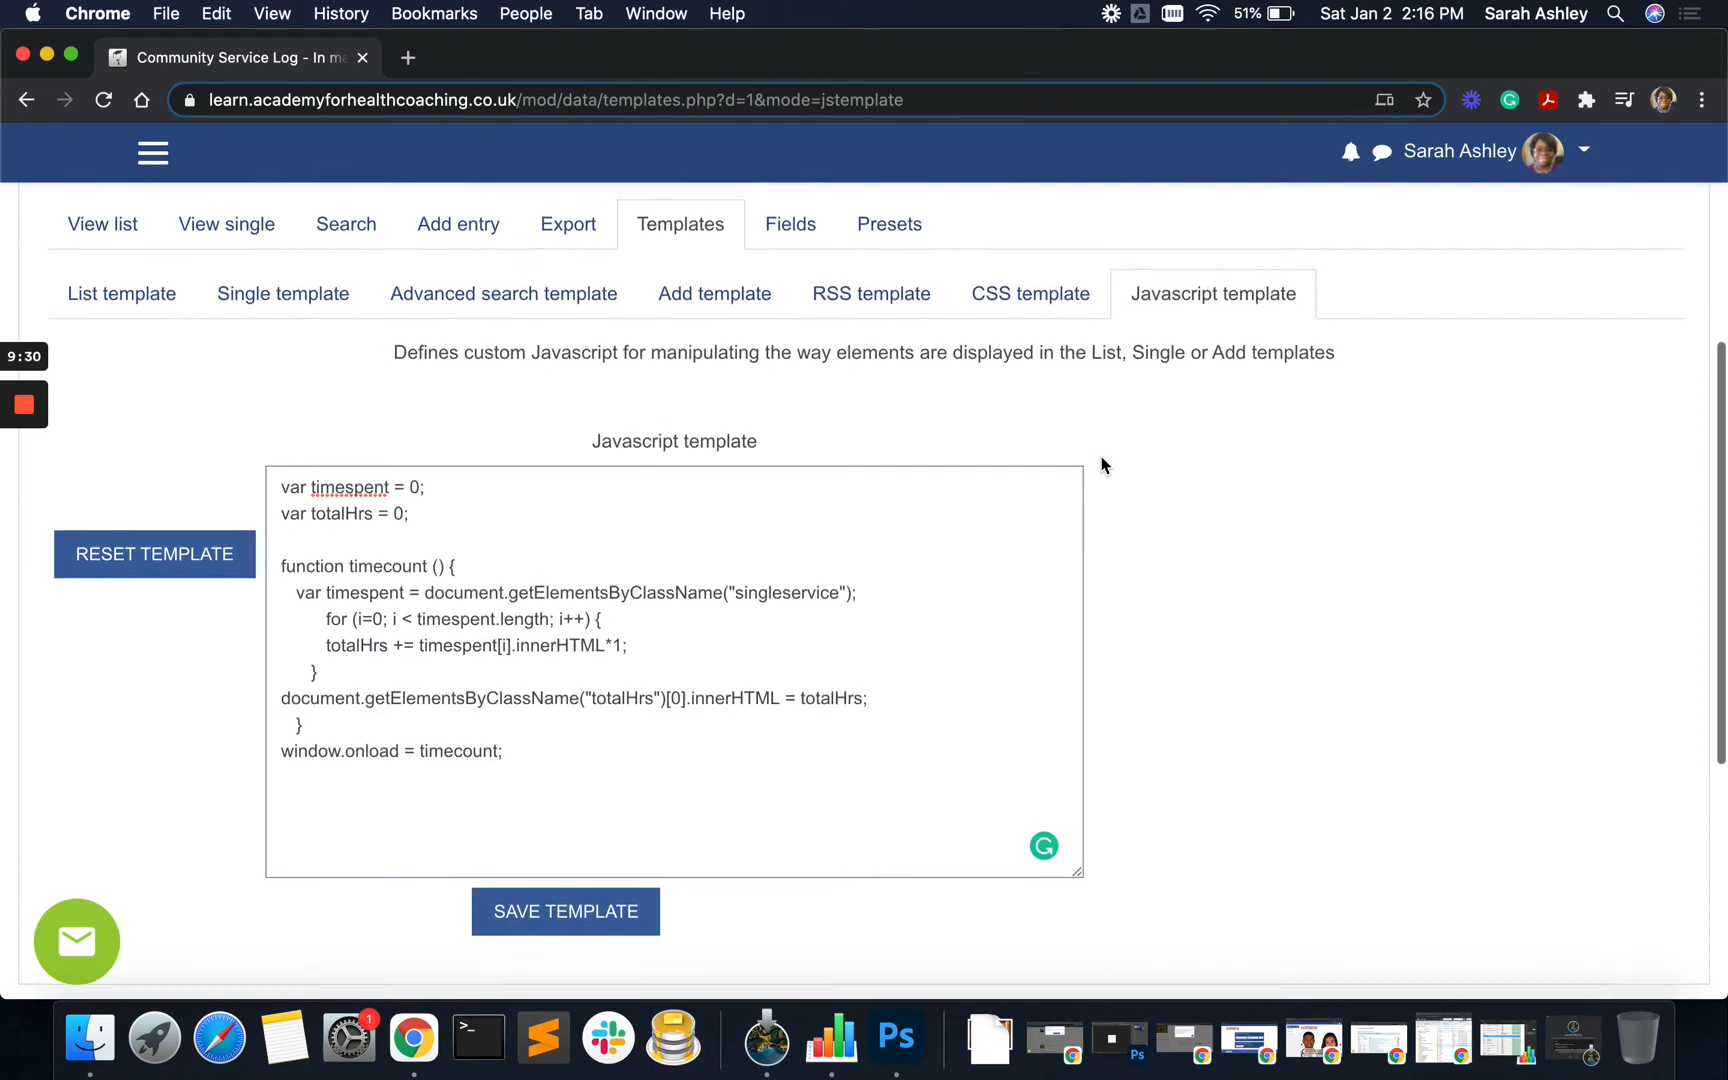 Chrome File Edit View History Bookmarks People Tab Window Help 51% Sat Jan 2 2:16 PM Sarah Ashley
Community Service Log - In ma
learn.academyforhealthcoaching.co.uk/mod/data/templates.php?d=1&mode=jstemplate
Sarah Ashley
View list View single Search Add entry Export Templates Fields Presets
List template Single template Advanced search template Add template RSS template CSS template Javascript template
9:30
Defines custom Javascript for manipulating the way elements are displayed in the List, Single or Add templates
Javascript template
RESET TEMPLATE
var timespent = 0;
var totalHrs = 0;
function timecount () {
var timespent = document.getElementsByClassName("singleservice");
for (i=0; i < timespent.length; i++) {
totalHrs += timespent[i].innerHTML*1;
}
document.getElementsByClassName("totalHrs")[0].innerHTML = totalHrs;
}
window.onload = timecount;
SAVE TEMPLATE
1
>_
Ps
Ps